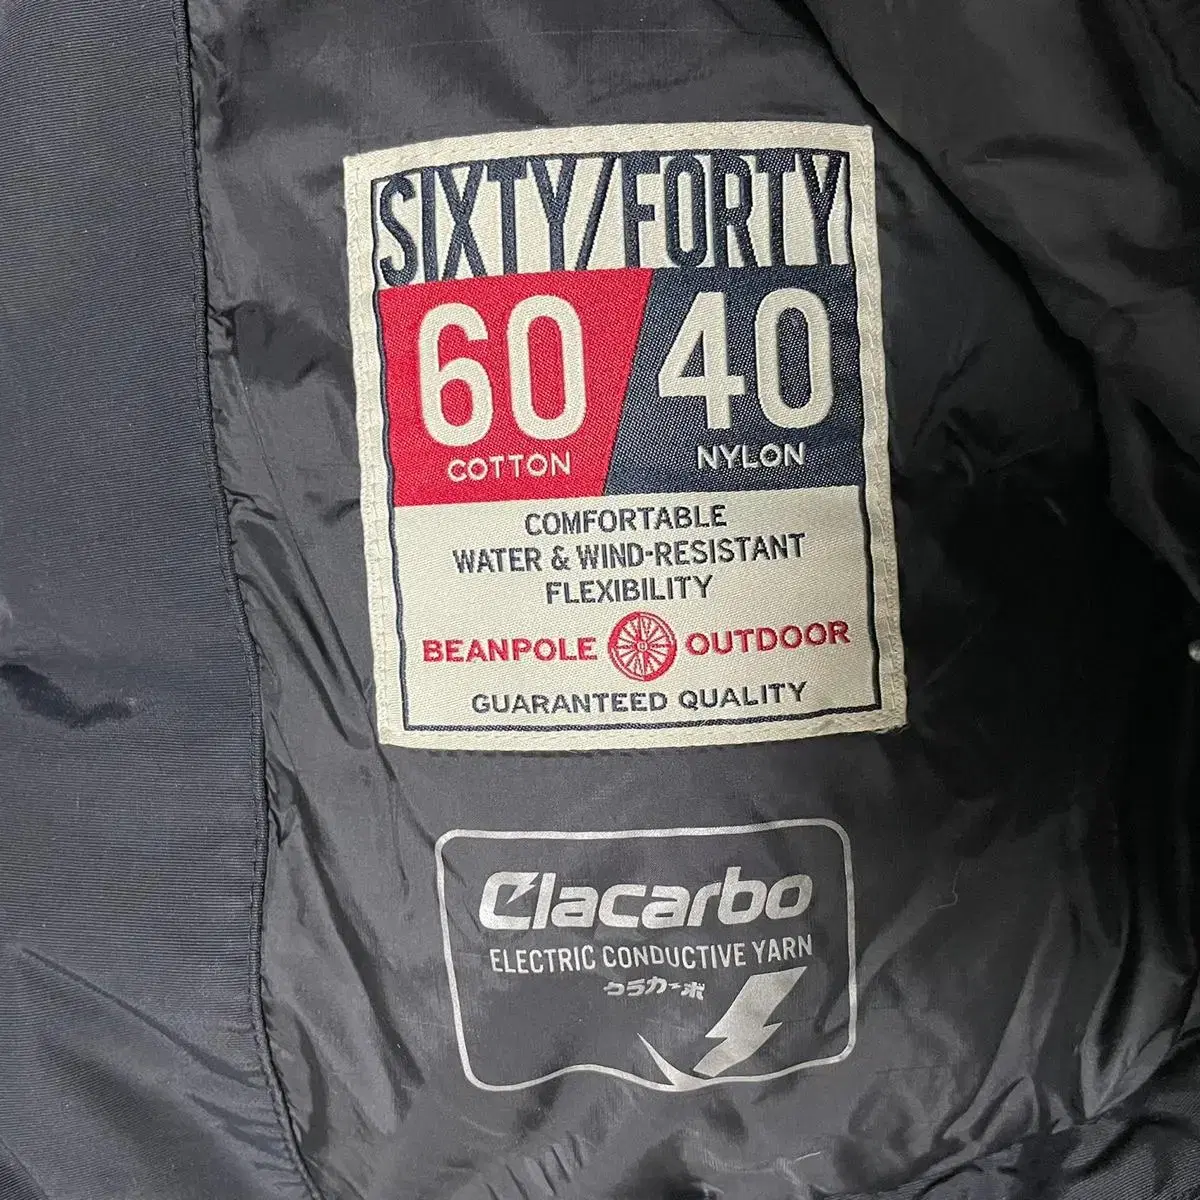 SIXTY/FORTY
60 40
COTTON NYLON
COMFORTABLE
WATER & WIND-RESISTANT
FLEXIBILITY
BEANPOLE OUTDOOR
GUARANTEED QUALITY
Clacarbo
ELECTRIC CONDUCTIVE YARN
クラカーボ